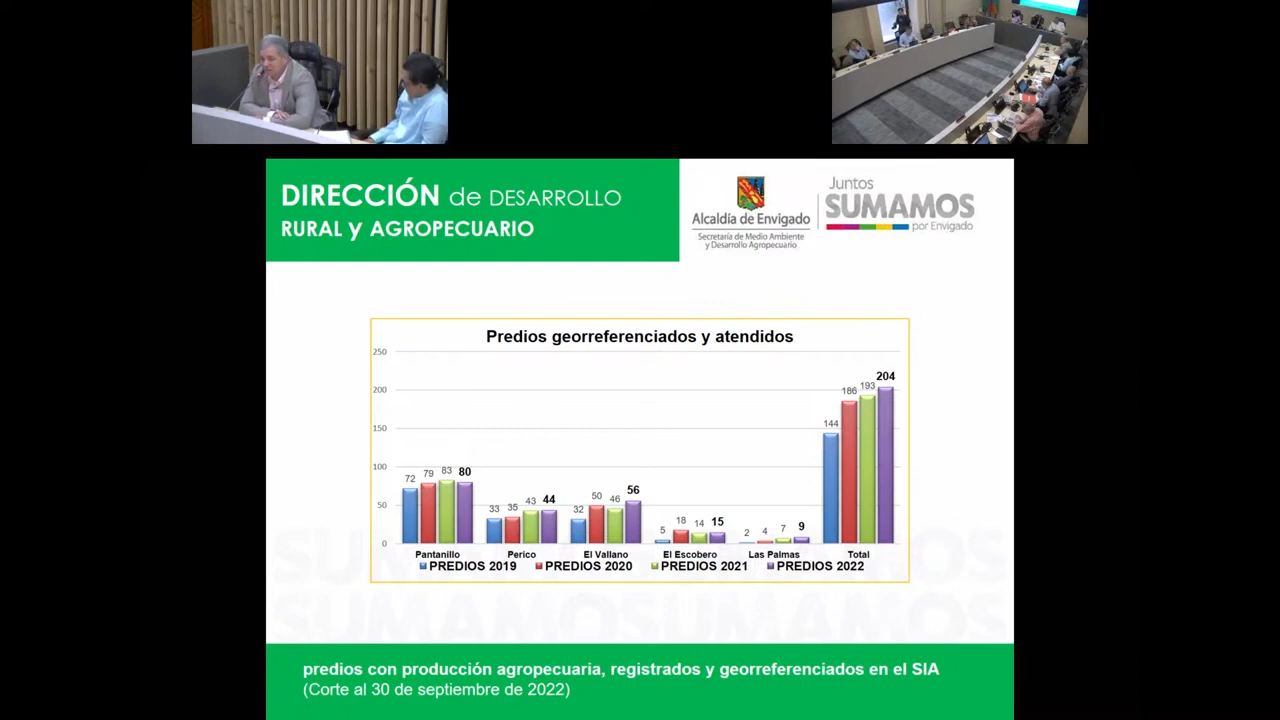 DIRECCIÓN de DESARROLLO
RURAL y AGROPECUARIO
Alcaldía de Envigado
Secretaría de Medio Ambiente
y Desarrollo Agropecuario
Juntos
SUMAMOS
por Envigado
Predios georreferenciados y atendidos
250
200
150
100
50
0
72 79 83 80
33 35 43 44
32 50 46 56
5 18 14 15
2 4 7 9
144 186 193 204
Pantanillo Perico El Vallano El Escobero Las Palmas Total
PREDIOS 2019 PREDIOS 2020 PREDIOS 2021 PREDIOS 2022
SUMAMOSUMAMOS
predios con producción agropecuaria, registrados y georreferenciados en el SIA
(Corte al 30 de septiembre de 2022)